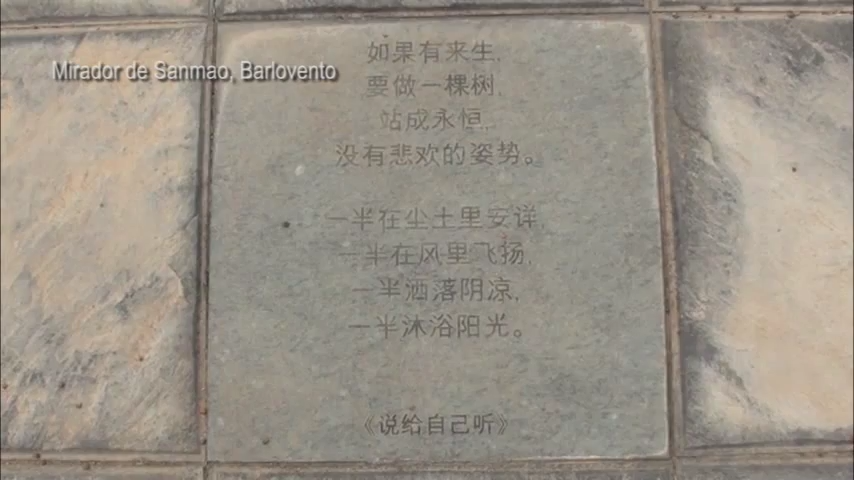 Mirador de Sanmao, Barlovento
如果有来生,
要做一棵树,
站成永恒,
没有悲欢的姿势。
一半在尘土里安详,
一半在风里飞扬,
一半洒落阴凉,
一半沐浴阳光。
《说给自己听》